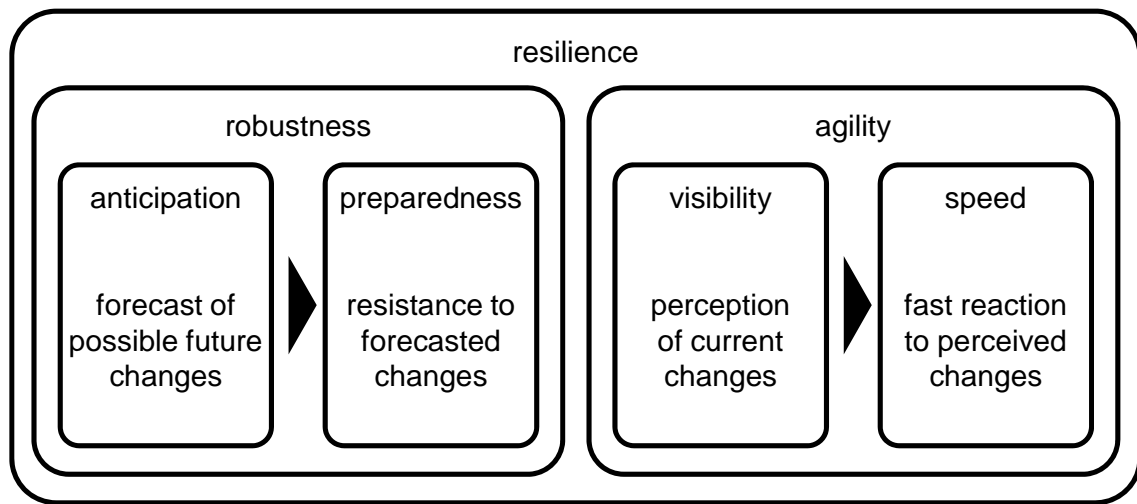 resilience
robustness
anticipation
forecast of
possible future
changes
preparedness
resistance to
forecasted
changes
agility
visibility
perception
of current
changes
speed
fast reaction
to perceived
changes